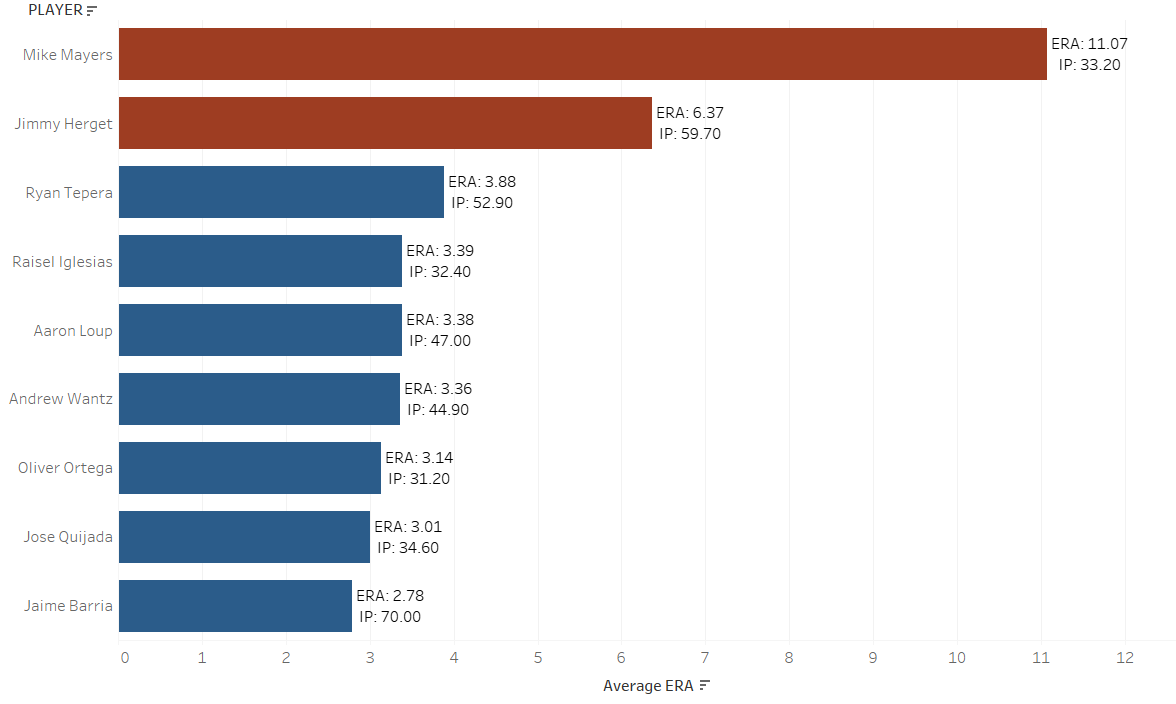 PLAYER
Mike Mayers
ERA: 11.07
IP: 33.20
Jimmy Herget
ERA: 6.37
IP: 59.70
Ryan Tepera
ERA: 3.88
IP: 52.90
Raisel Iglesias
ERA: 3.39
IP: 32.40
Aaron Loup
ERA: 3.38
IP: 47.00
Andrew Wantz
ERA: 3.36
IP: 44.90
Oliver Ortega
ERA: 3.14
IP: 31.20
Jose Quijada
ERA: 3.01
IP: 34.60
Jaime Barria
ERA: 2.78
IP: 70.00
0 1 2 3 4 5 6 7 8 9 10 11 12
Average ERA